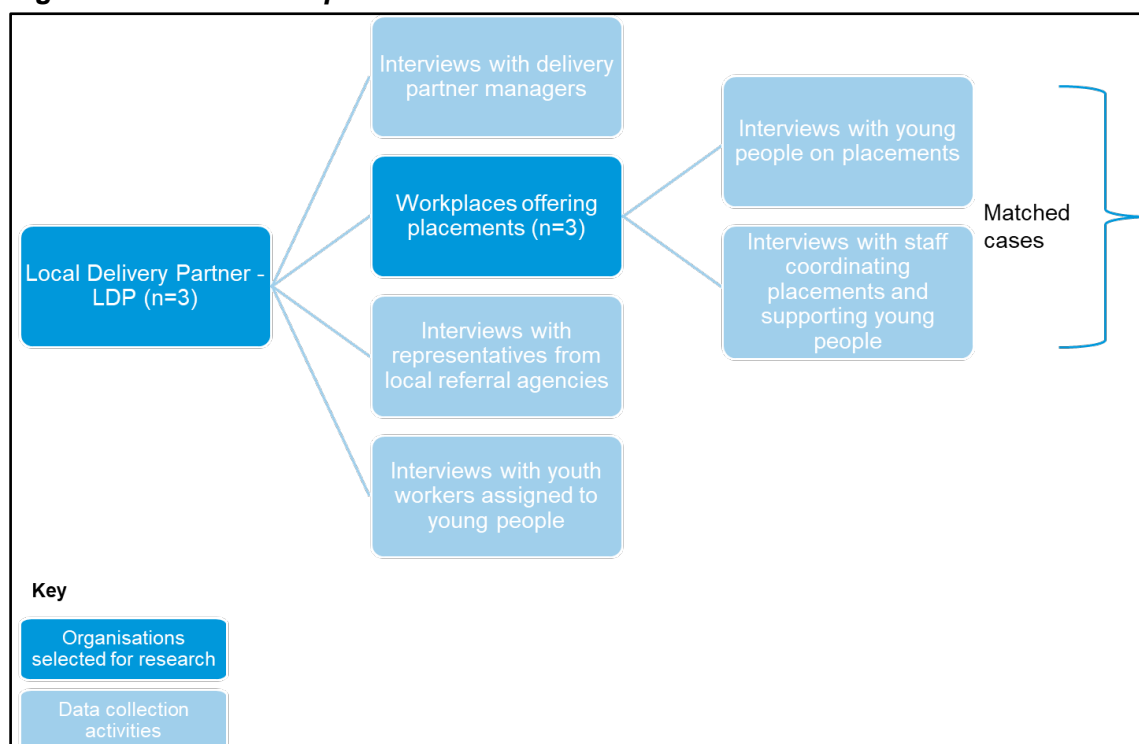 Interviews with delivery
partner managers
Interviews with young
people on placements
Workplaces offering
placements (n=3)
Matched
cases
Local Delivery Partner -
LDP (n=3)
Interviews with staff
coordinating
placements and
supporting young
people
Interviews with
representatives from
local referral agencies
Interviews with youth
workers assigned to
young people
Key
Organisations
selected for research
Data collection
activities